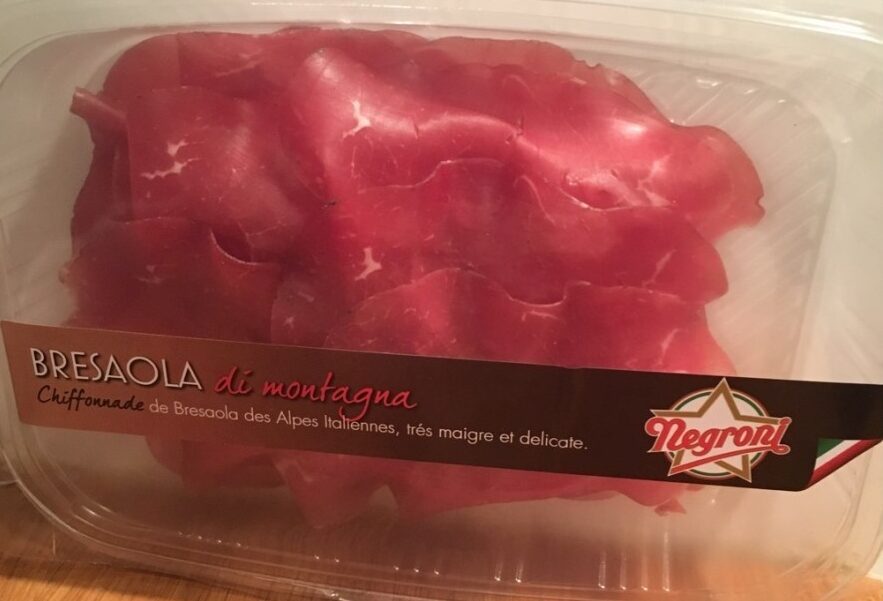 BRESAOLA di montagna
Chiffonnade de Bresaola des Alpes Italiennes, trés maigre et delicate.
Negroni